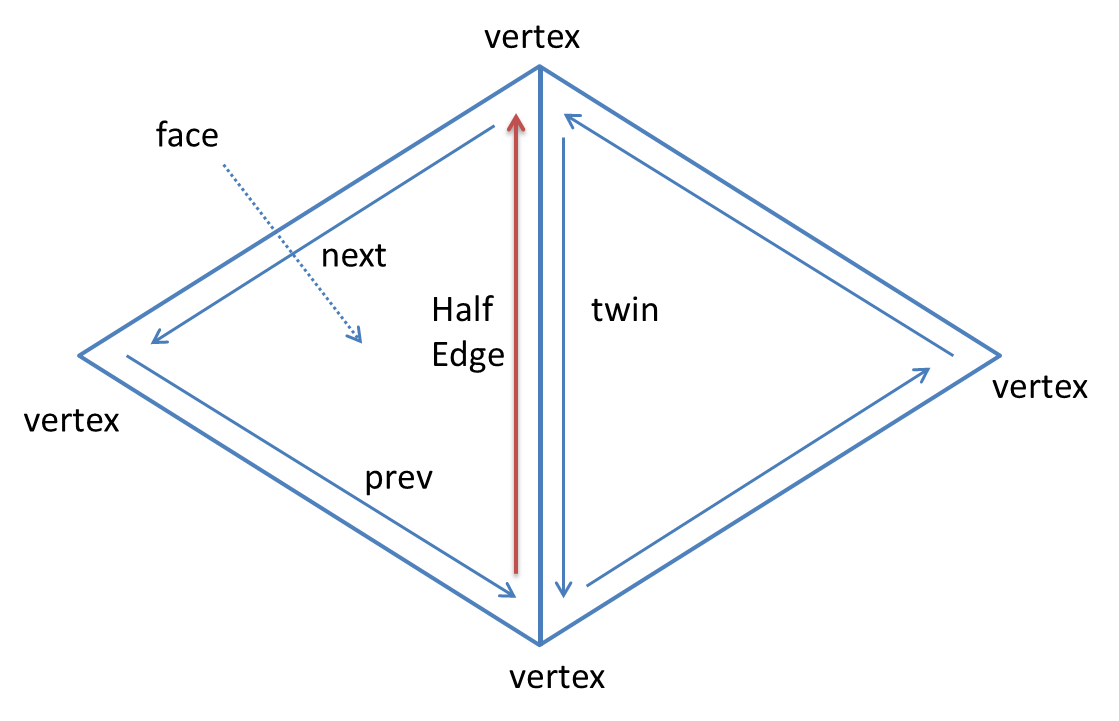 vertex
face
next
Half
Edge
twin
vertex
vertex
prev
vertex